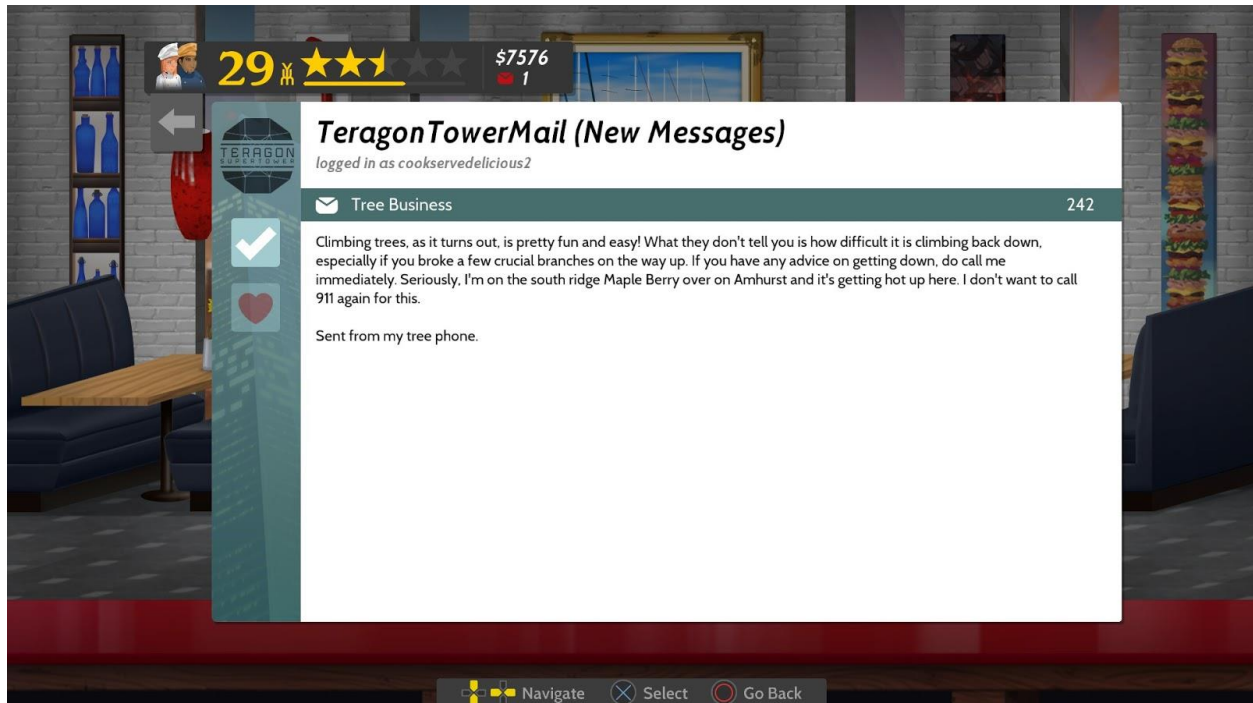 29
$7576
1
TERAGON
SUPERTOWER
TeragonTowerMail (New Messages)
logged in as cookservedelicious2
Tree Business 242
Climbing trees, as it turns out, is pretty fun and easy! What they don't tell you is how difficult it is climbing back down,
especially if you broke a few crucial branches on the way up. If you have any advice on getting down, do call me
immediately. Seriously, I'm on the south ridge Maple Berry over on Amhurst and it's getting hot up here. I don't want to call
911 again for this.
Sent from my tree phone.
Navigate Select Go Back